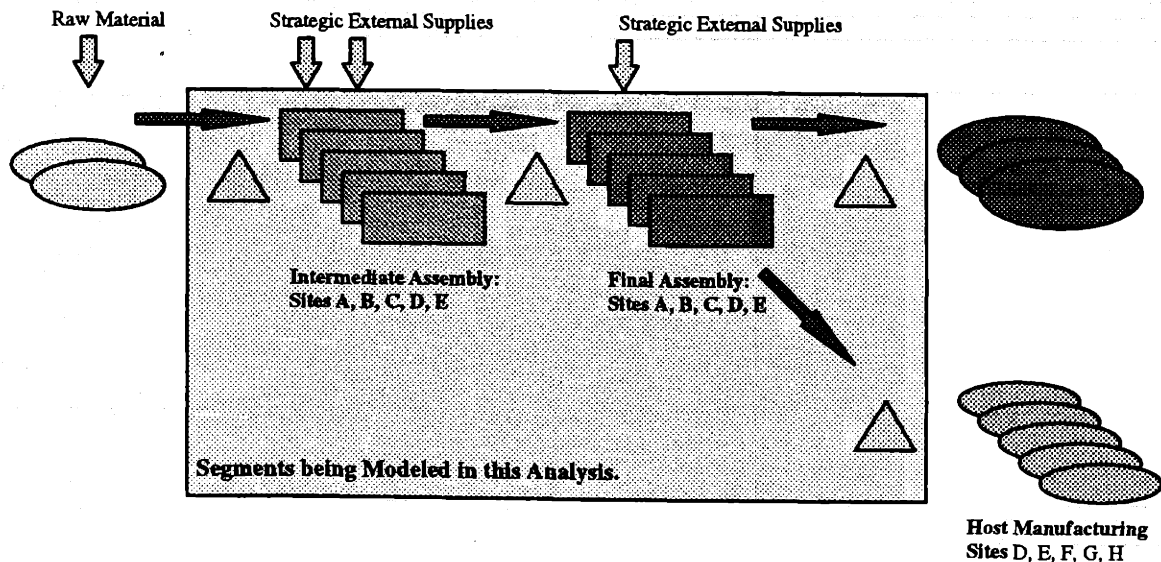 Raw Material
Strategic External Supplies
Strategic External Supplies
Intermediate Assembly:
Sites A, B, C, D, E
Final Assembly:
Sites A, B, C, D, E
Segments being Modeled in this Analysis.
Host Manufacturing
Sites D, E, F, G, H